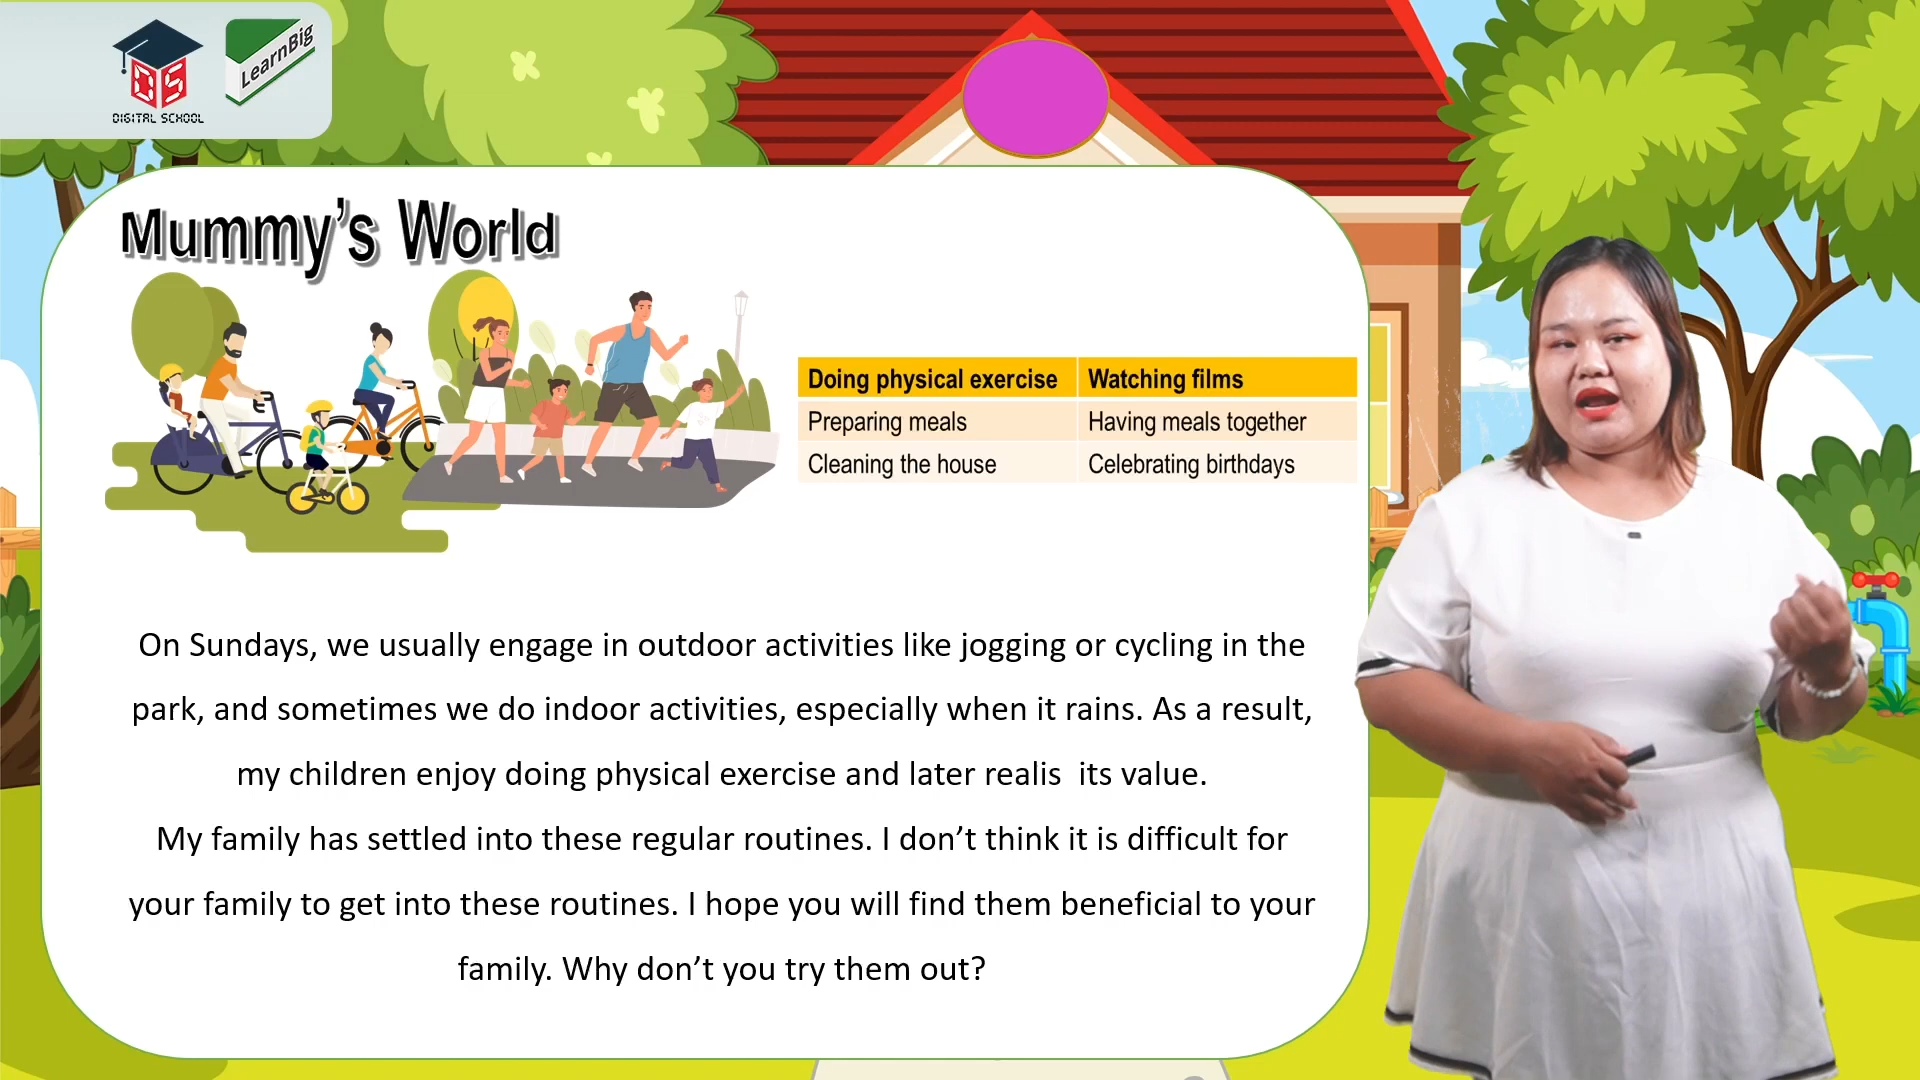 DS
DIGITAL SCHOOL
LearnBig
Mummy's World
Doing physical exercise Watching films
Preparing meals Having meals together
Cleaning the house Celebrating birthdays
On Sundays, we usually engage in outdoor activities like jogging or cycling in the
park, and sometimes we do indoor activities, especially when it rains. As a result,
my children enjoy doing physical exercise and later realis its value.
My family has settled into these regular routines. I don’t think it is difficult for
your family to get into these routines. I hope you will find them beneficial to your
family. Why don’t you try them out?